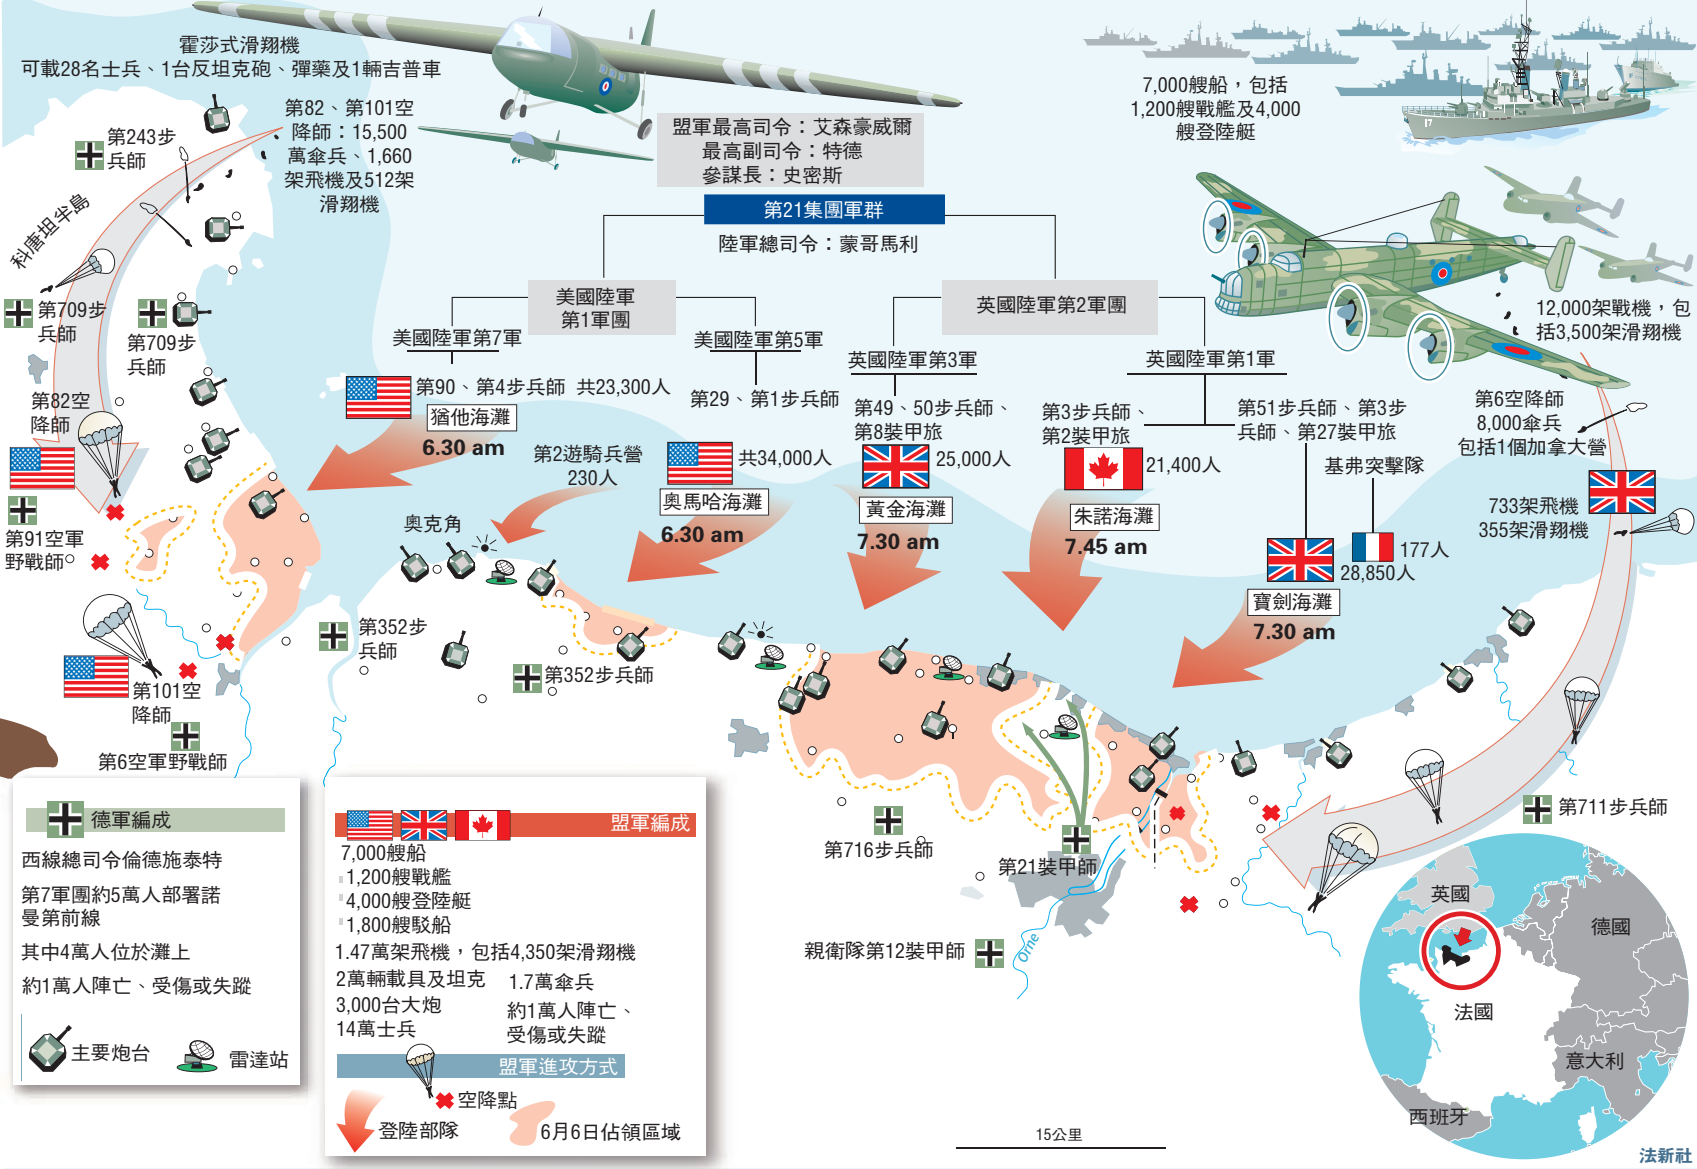 霍莎式滑翔機
可載28名士兵、1台反坦克砲、彈藥及1輛吉普車
第82、第101空
降師：15,500
萬傘兵、1,660
架飛機及512架
滑翔機
第243步
兵師
科唐坦半島
第709步
兵師
第709步
兵師
第82空
降師
第91空軍
野戰師
第101空
降師
第6空軍野戰師
盟軍最高司令：艾森豪威爾
最高副司令：特德
參謀長：史密斯
第21集團軍群
陸軍總司令：蒙哥馬利
美國陸軍
第1軍團
英國陸軍第2軍團
美國陸軍第7軍
第90、第4步兵師 共23,300人
猶他海灘
6.30 am
美國陸軍第5軍
第29、第1步兵師
第2遊騎兵營
230人
共34,000人
奧馬哈海灘
6.30 am
奧克角
英國陸軍第3軍
第49、50步兵師、
第8裝甲旅
25,000人
黃金海灘
7.30 am
英國陸軍第1軍
第3步兵師、
第2裝甲旅
21,400人
朱諾海灘
7.45 am
第51步兵師、第3步
兵師、第27裝甲旅
基弗突擊隊
177人
28,850人
寶劍海灘
7.30 am
7,000艘船，包括
1,200艘戰艦及4,000
艘登陸艇
17
12,000架戰機，包
括3,500架滑翔機
第6空降師
8,000傘兵
包括1個加拿大營
733架飛機
355架滑翔機
第352步
兵師
第352步兵師
第716步兵師
第21裝甲師
第711步兵師
親衛隊第12裝甲師
Orne
德軍編成
西線總司令倫德施泰特
第7軍團約5萬人部署諾
曼第前線
其中4萬人位於灘上
約1萬人陣亡、受傷或失蹤
主要炮台
雷達站
盟軍編成
7,000艘船
1,200艘戰艦
4,000艘登陸艇
1,800艘駁船
1.47萬架飛機，包括4,350架滑翔機
2萬輛載具及坦克
3,000台大炮
14萬士兵
1.7萬傘兵
約1萬人陣亡、
受傷或失蹤
盟軍進攻方式
空降點
登陸部隊
6月6日佔領區域
15公里
英國
德國
法國
意大利
西班牙
法新社